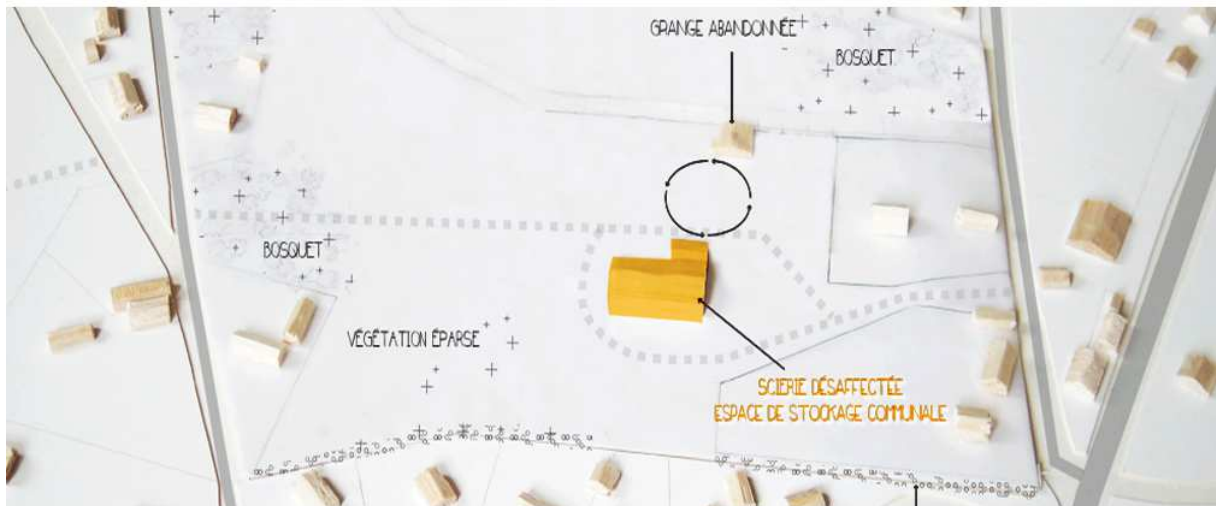 GRANGE ABANDONNÉE
BOSQUET
BOSQUET
VÉGÉTATION ÉPARSE
SCIERIE DÉSAFFECTÉE
ESPACE DE STOCKAGE COMMUNALE